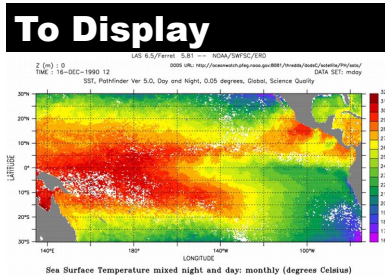 To Display
LAS 6.5/Ferret 5.81 -- NOAA/SWFSC/ERD
Z (m) : 0
DODS URL: http://oceanwatch.pfeg.noaa.gov:8081/thredds/dodsC/satellite/PH/ssta/
TIME : 16-DEC-1990 12
DATA SET: mday
SST, Pathfinder Ver 5.0, Day and Night, 0.05 degrees, Global, Science Quality
30°N
20°N
10°N
0°
10°S
20°S
30°S
LATITUDE
140°E
180°
140°W
100°W
LONGITUDE
32
31
30
29
28
27
26
25
24
23
22
21
20
19
18
17
16
Sea Surface Temperature mixed night and day: monthly (degrees Celsius)